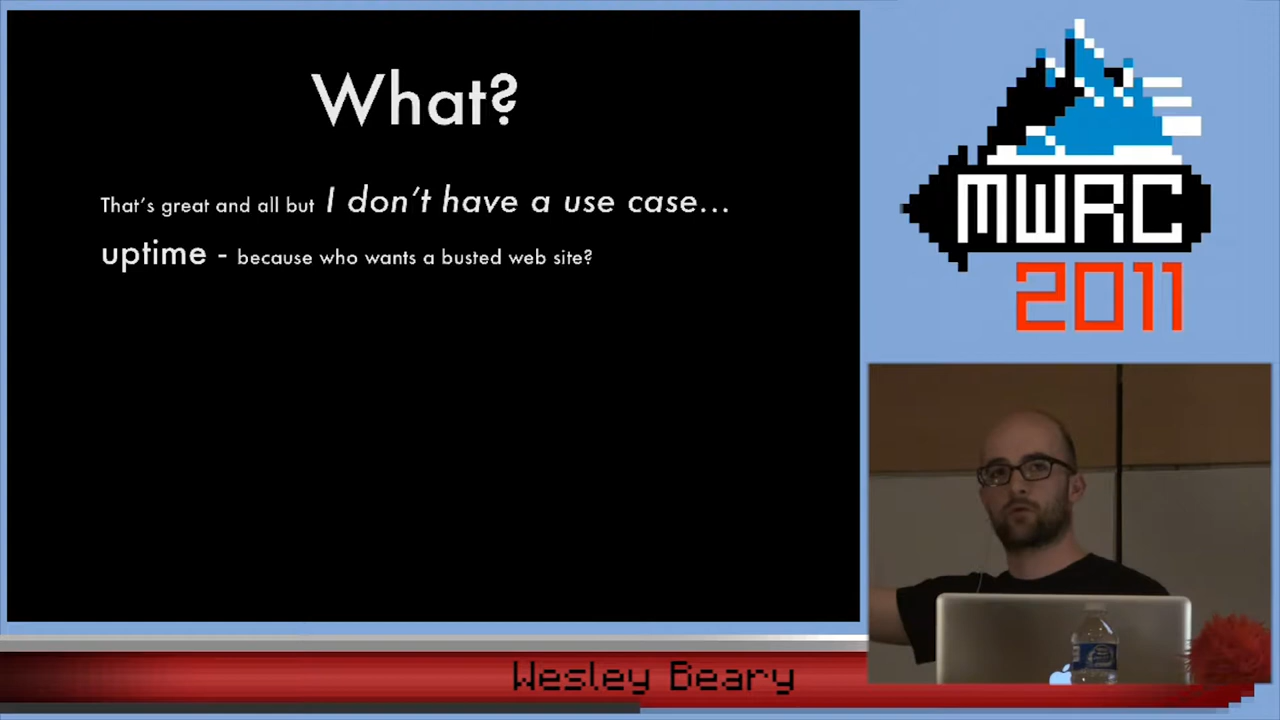 What?
That's great and all but I don't have a use case...
uptime - because who wants a busted web site?
MWRC
2011
Wesley Beary